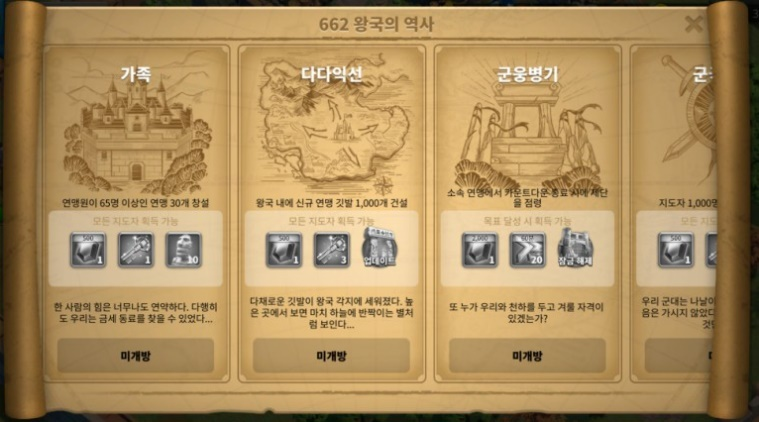 662 왕국의 역사
가족
연맹원이 65명 이상인 연맹 30개 창설
모든 지도자 획득 가능
500
1
1
10
한 사람의 힘은 너무나도 연약하다. 다행히
도 우리는 금세 동료를 찾을 수 있었다...
미개방
다다익선
왕국 내에 신규 연맹 깃발 1,000개 건설
모든 지도자 획득 가능
500
1
3
업데이트
다채로운 깃발이 왕국 각지에 세워졌다. 높
은 곳에서 보면 마치 하늘에 반짝이는 별처
럼 보인다...
미개방
군웅병기
소속 연맹에서 카운트다운 종료 시에 제단
을 점령
목표 달성 시 획득 가능
1
20
잠금 해제
또 누가 우리와 천하를 두고 겨룰 자격이
있겠는가?
미개방
지도자 1,000명
모든 지도자
500
1
우리 군대는 나날이
음은 가시지 않았다